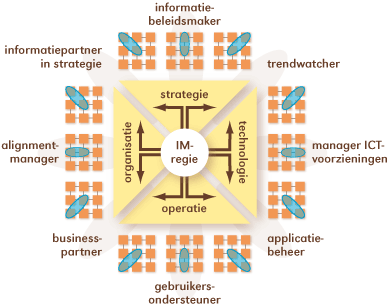 informatie-
beleidsmaker
informatiepartner
in strategie
trendwatcher
strategie
organisatie
IM-
regie
technologie
alignment-
manager
manager ICT-
voorzieningen
operatie
business-
partner
applicatie-
beheer
gebruikers-
ondersteuner